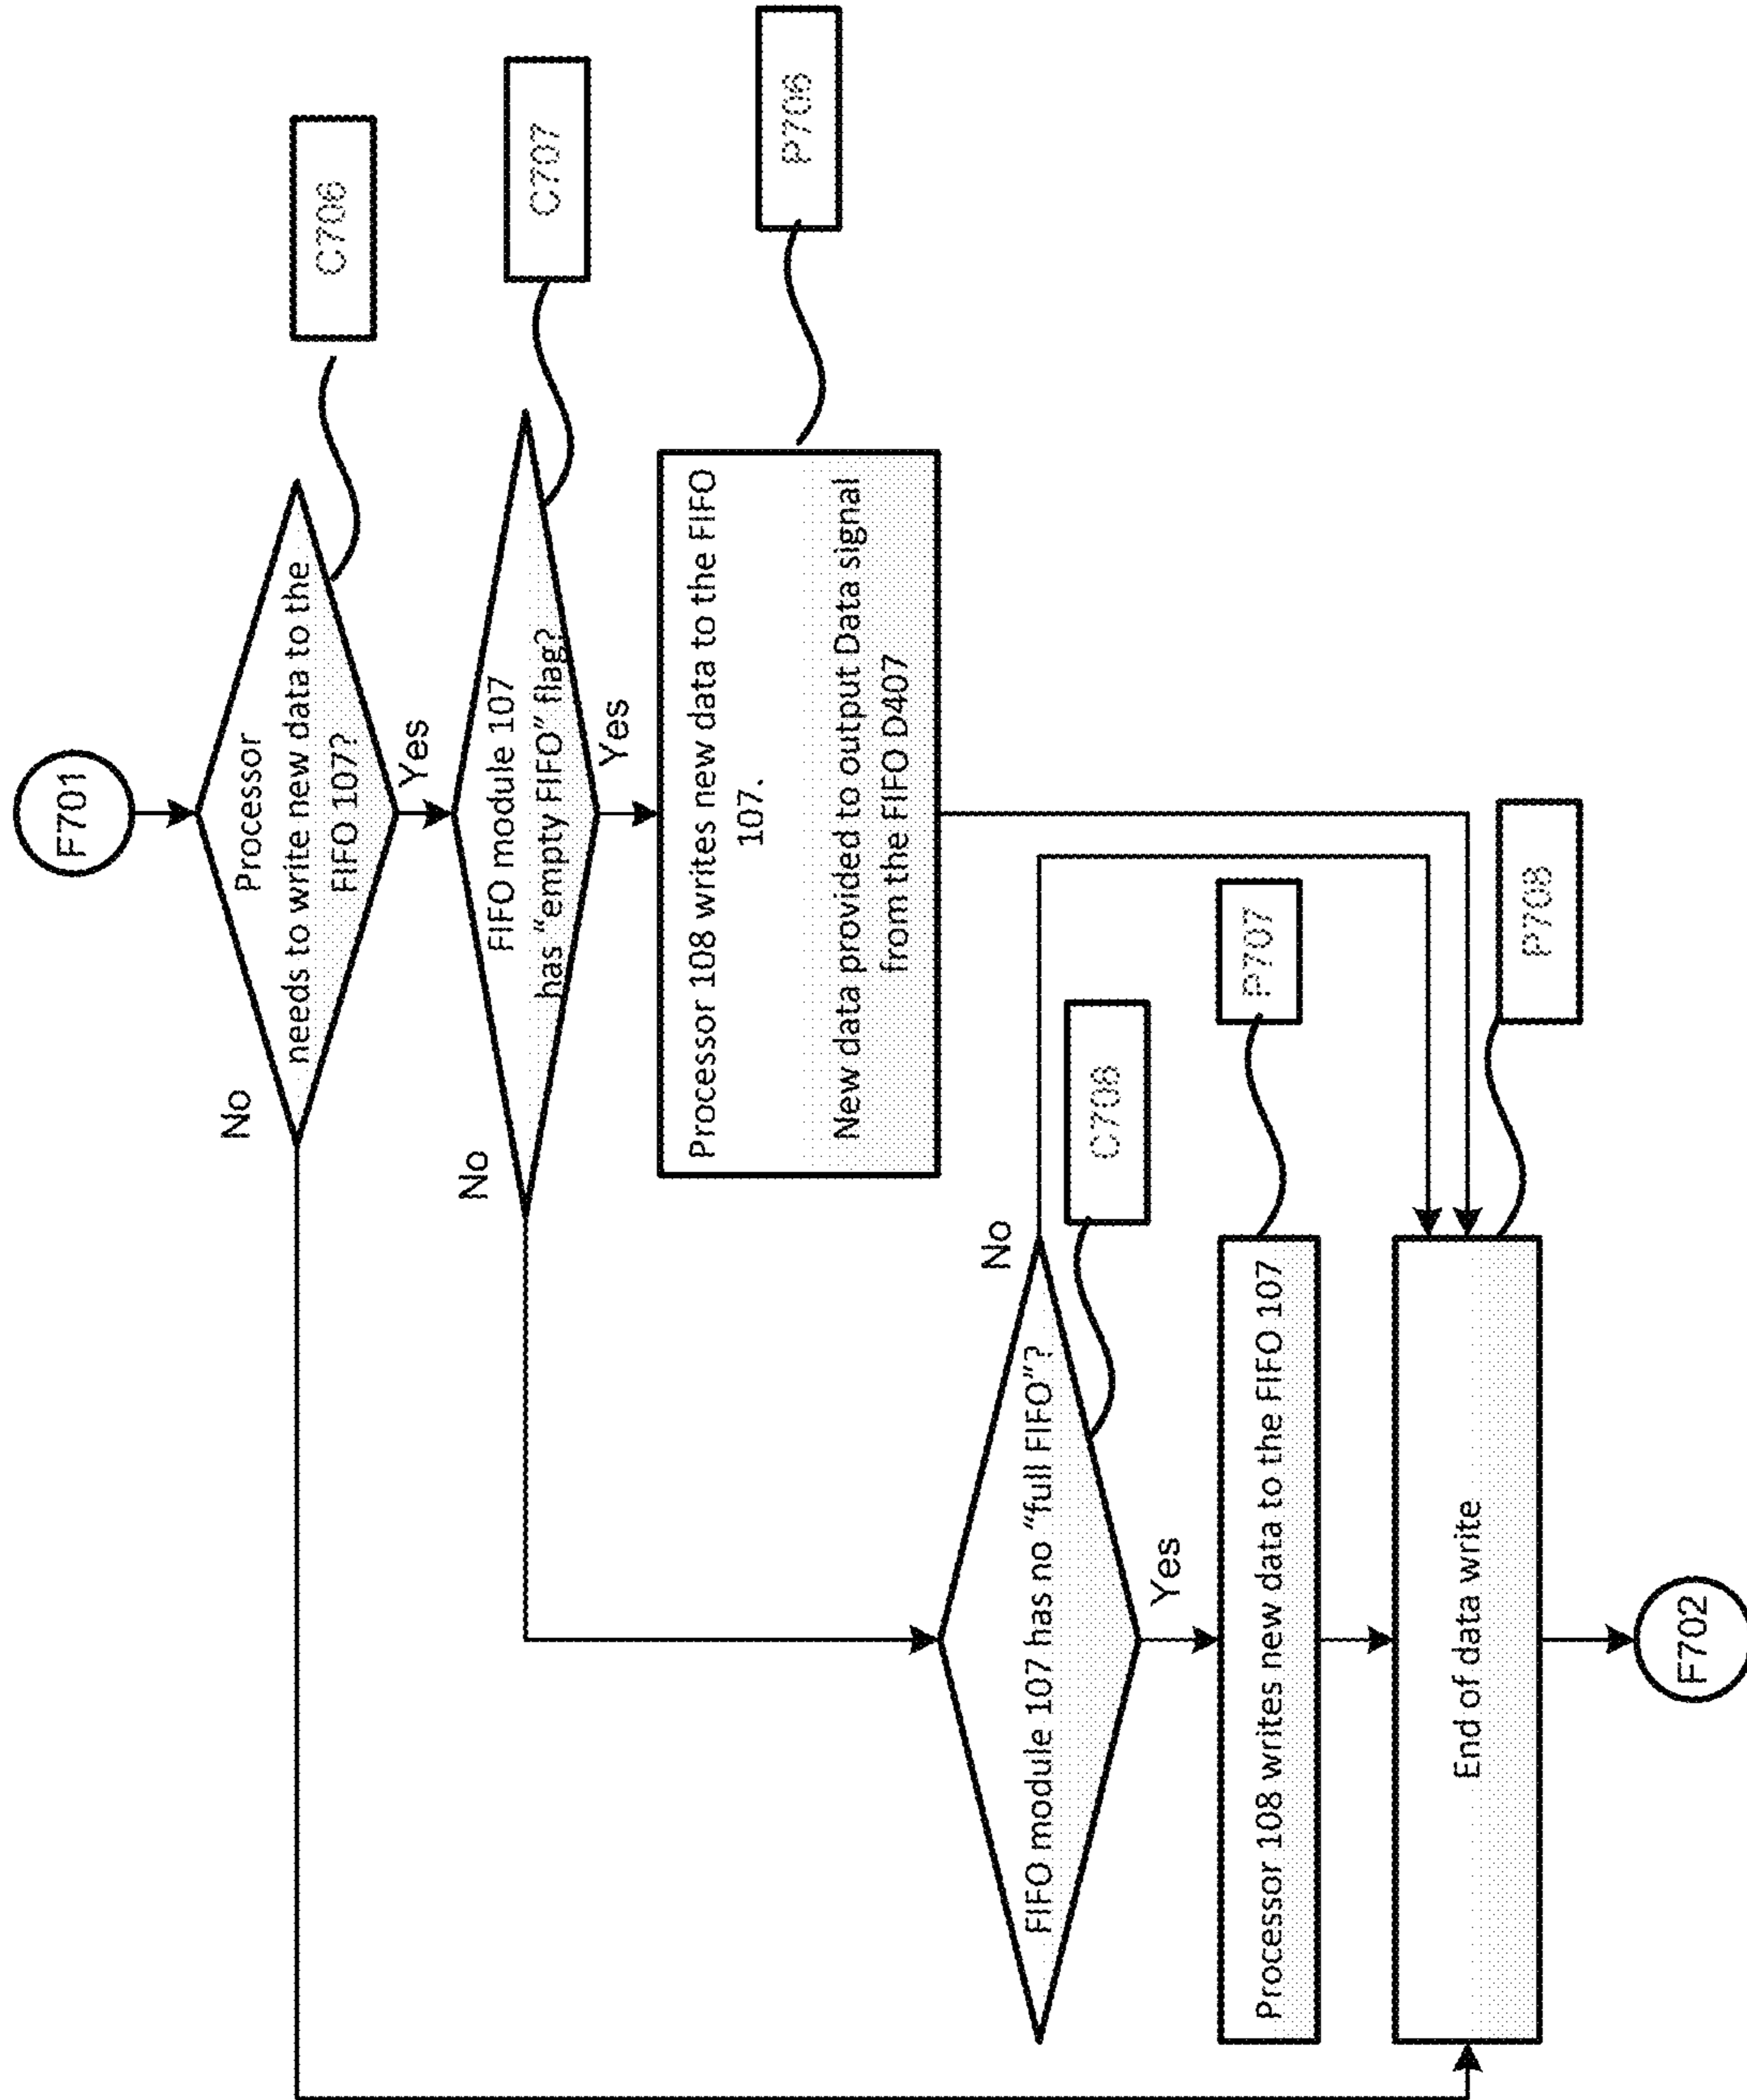 F701
Processor
needs to write new data to the
FIFO 107?
C706
No
Yes
FIFO module 107
has "empty FIFO" flag?
C707
No
Yes
Processor 108 writes new data to the FIFO
107.
New data provided to output Data signal
from the FIFO D407
P706
FIFO module 107 has no "full FIFO"?
No
C708
Yes
Processor 108 writes new data to the FIFO 107
P707
End of data write
P708
F702